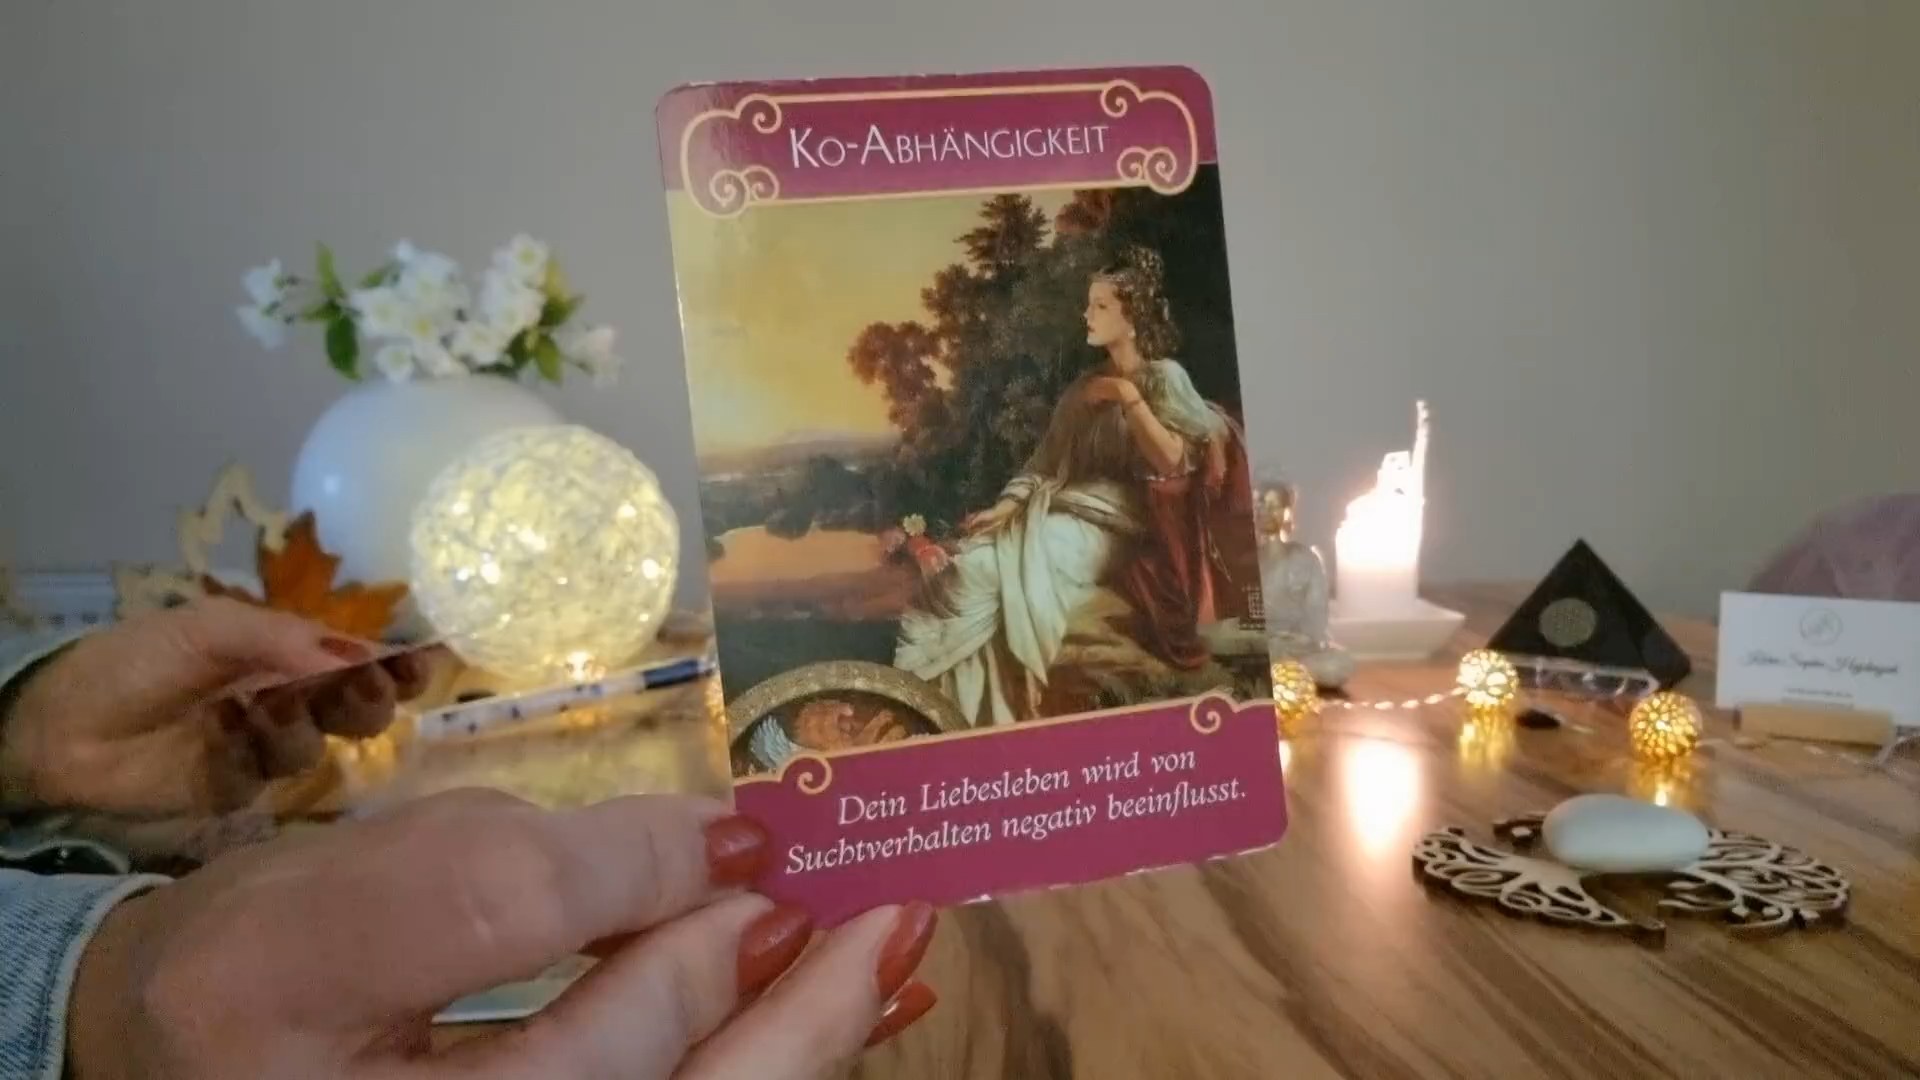 Ko-Abhängigkeit
Dein Liebesleben wird von
Suchtverhalten negativ beeinflusst.